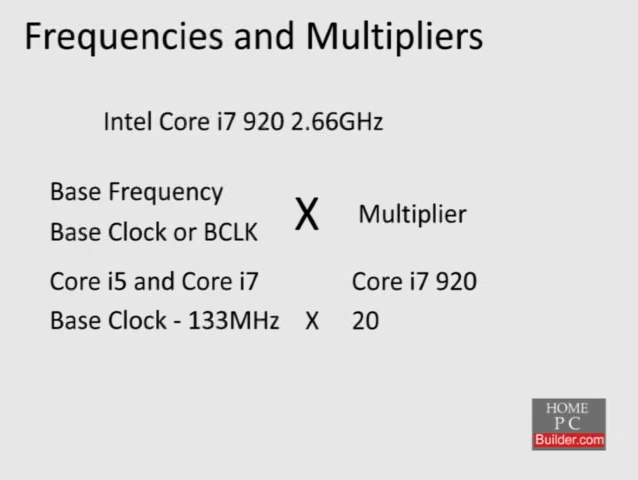 Frequencies and Multipliers
Intel Core i7 920 2.66GHz
Base Frequency
Base Clock or BCLK
X
Multiplier
Core i5 and Core i7
Core i7 920
Base Clock - 133MHz X 20
HOME
PC
Builder.com